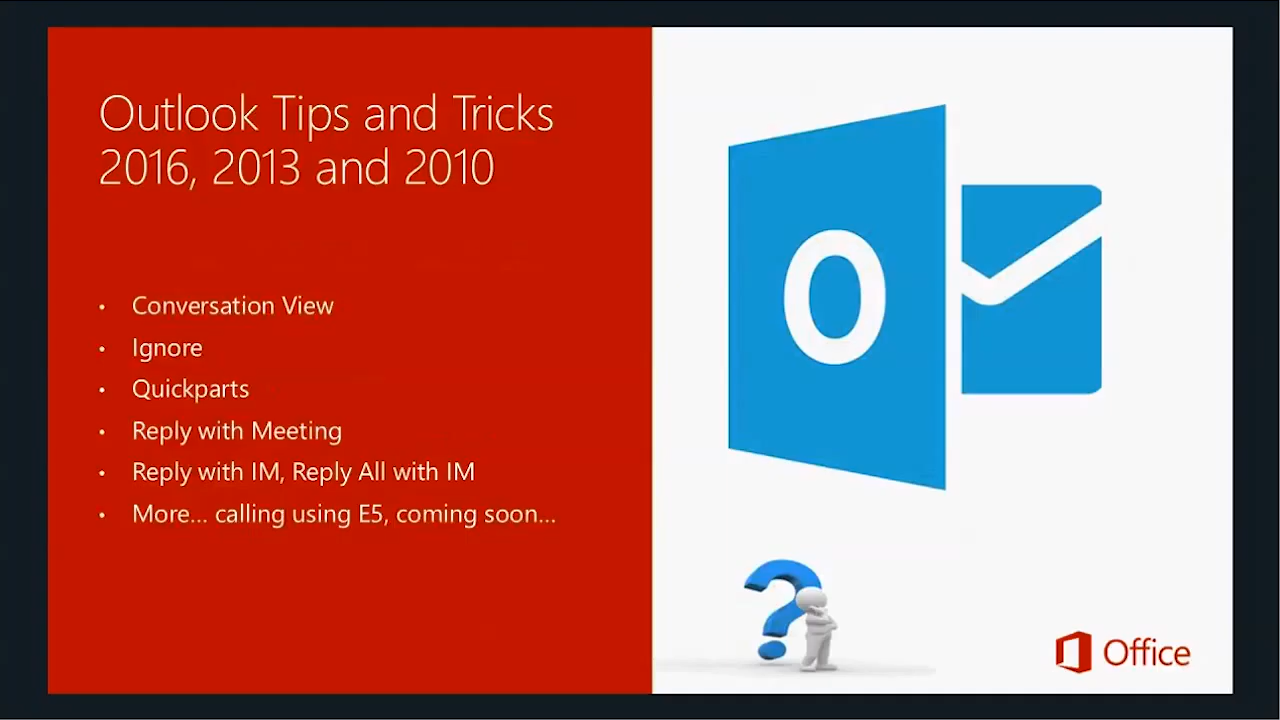 Outlook Tips and Tricks
2016, 2013 and 2010
• Conversation View
• Ignore
• Quickparts
• Reply with Meeting
• Reply with IM, Reply All with IM
• More... calling using E5, coming soon...
O
?
Office